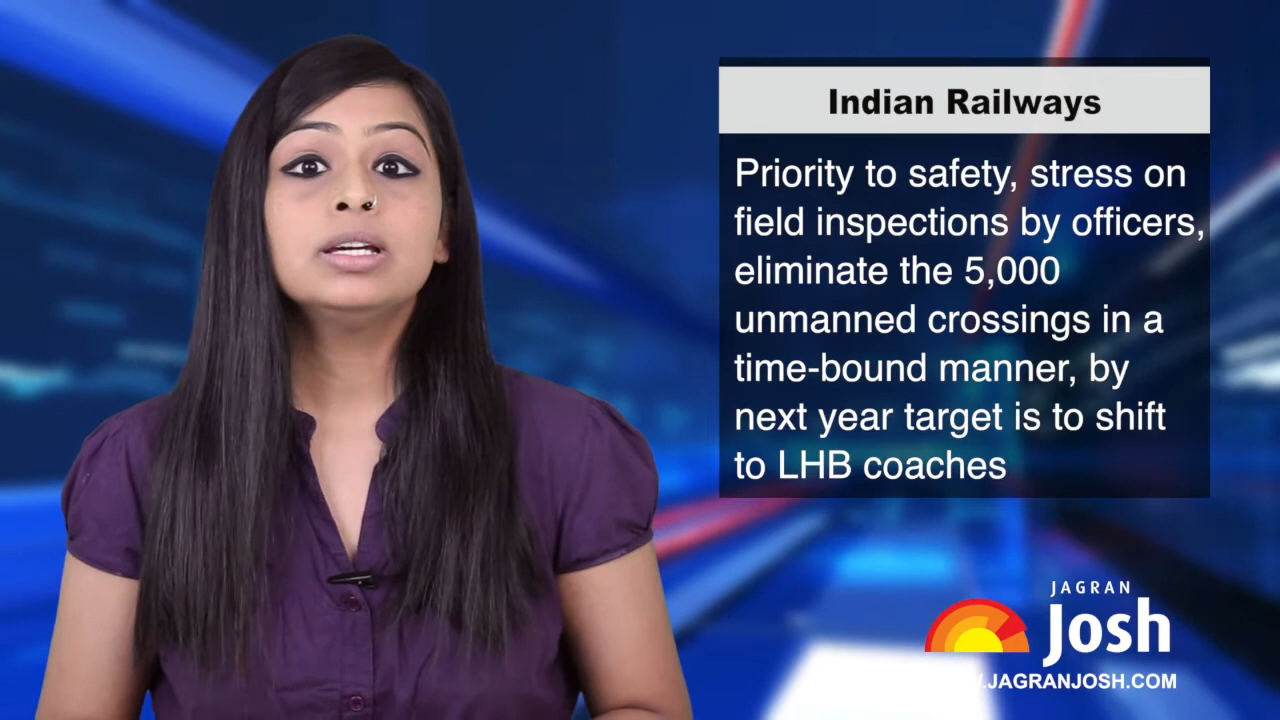 Indian Railways
Priority to safety, stress on
field inspections by officers,
eliminate the 5,000
unmanned crossings in a
time-bound manner, by
next year target is to shift
to LHB coaches
JAGRAN
Josh
.JAGRANJOSH.COM